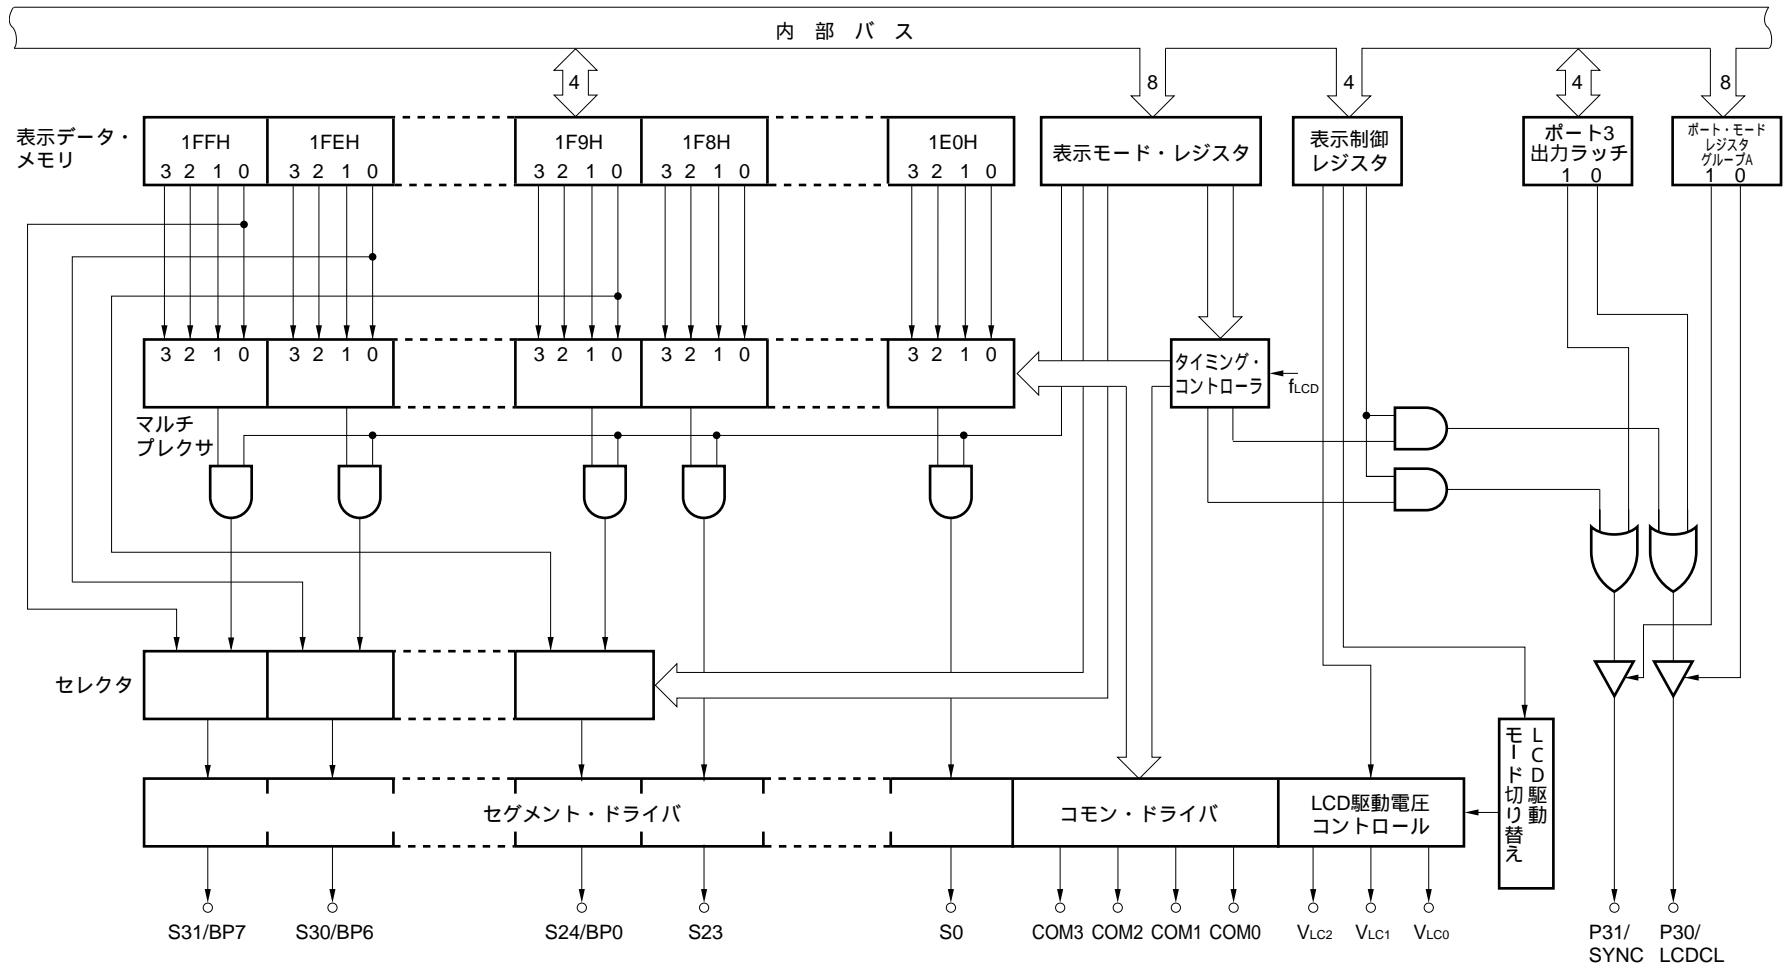 内 部 バ ス
4
8
4
4
8
表示データ・
メモリ
1FFH
3 2 1 0
1FEH
3 2 1 0
1F9H
3 2 1 0
1F8H
3 2 1 0
1E0H
3 2 1 0
表示モード・レジスタ
表示制御
レジスタ
ポート3
出力ラッチ
1 0
ポート・モード
レジスタ
グループA
1 0
3 2 1 0
3 2 1 0
3 2 1 0
3 2 1 0
3 2 1 0
タイミング・
コントローラ
fLCD
マルチ
プレクサ
セレクタ
LCD駆動
モード切り替え
セグメント・ドライバ
コモン・ドライバ
LCD駆動電圧
コントロール
S31/BP7
S30/BP6
S24/BP0
S23
S0
COM3
COM2
COM1
COM0
VLC2
VLC1
VLC0
P31/
SYNC
P30/
LCDCL